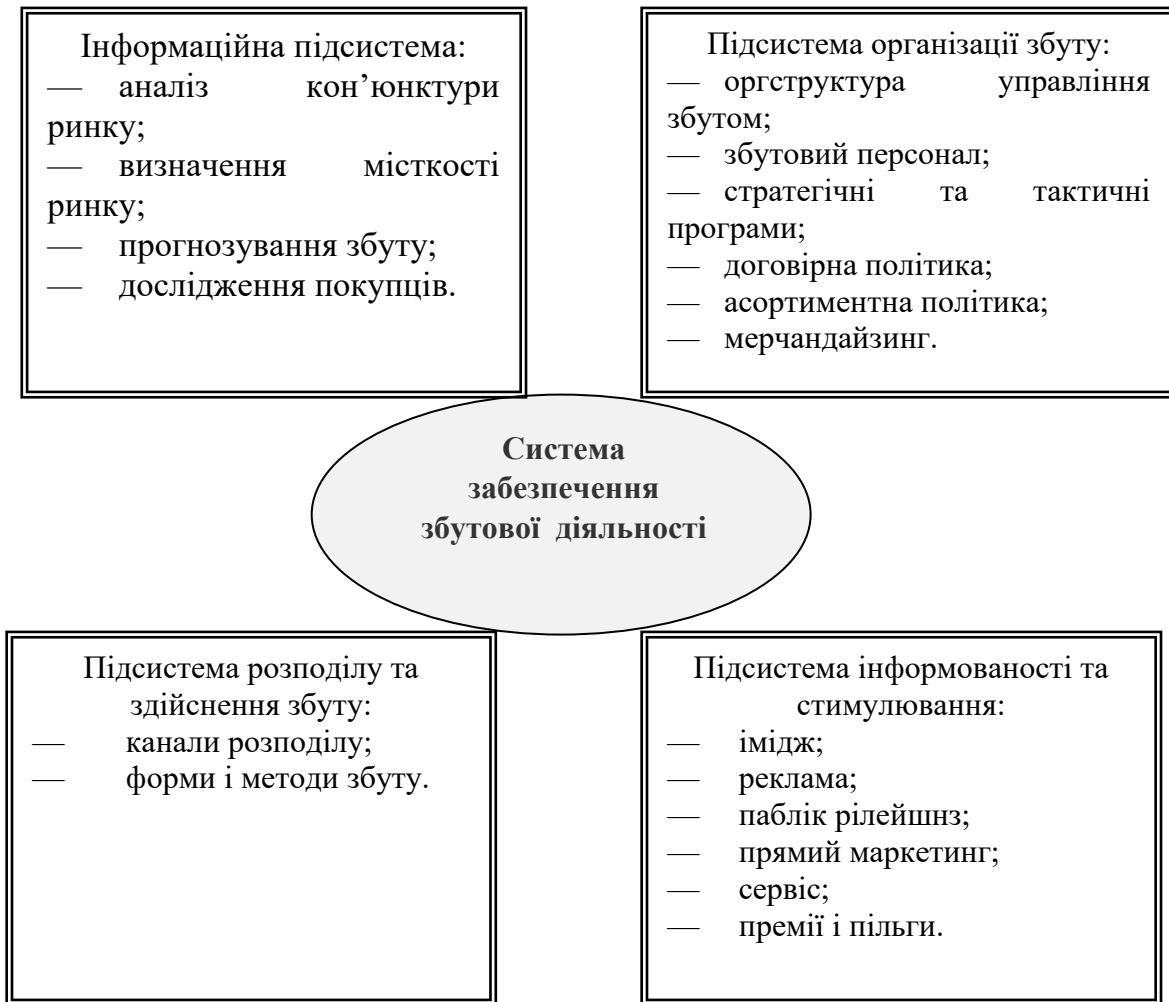 Інформаційна підсистема:
— аналіз кон’юнктури
ринку;
— визначення місткості
ринку;
— прогнозування збуту;
— дослідження покупців.
Підсистема організації збуту:
— оргструктура управління
збутом;
— збутовий персонал;
— стратегічні та тактичні
програми;
— договірна політика;
— асортиментна політика;
— мерчандайзинг.
Система
забезпечення
збутової діяльності
Підсистема розподілу та
здійснення збуту:
— канали розподілу;
— форми і методи збуту.
Підсистема інформованості та
стимулювання:
— імідж;
— реклама;
— паблік рілейшнз;
— прямий маркетинг;
— сервіс;
— премії і пільги.